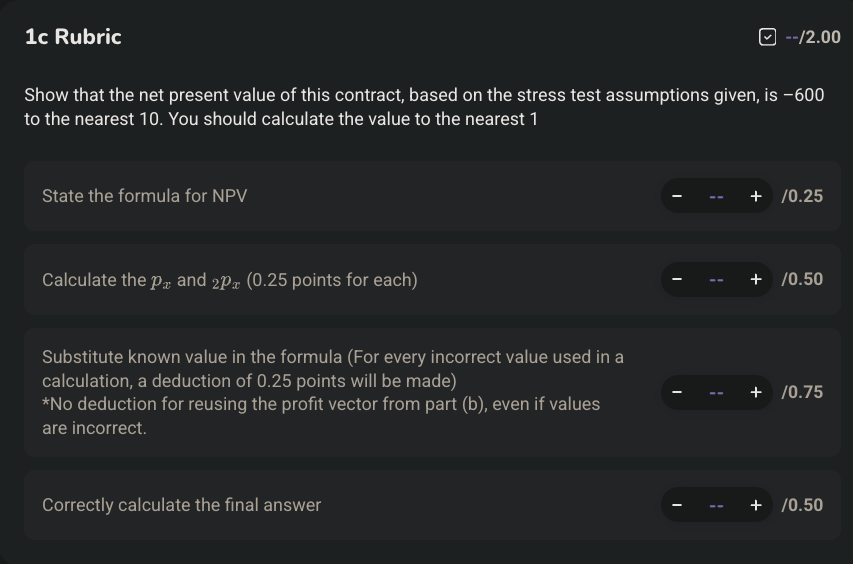 1c Rubric
--/2.00
Show that the net present value of this contract, based on the stress test assumptions given, is −600
to the nearest 10. You should calculate the value to the nearest 1
State the formula for NPV
− -- + /0.25
Calculate the pₓ and ₂pₓ (0.25 points for each)
− -- + /0.50
Substitute known value in the formula (For every incorrect value used in a
calculation, a deduction of 0.25 points will be made)
*No deduction for reusing the profit vector from part (b), even if values
are incorrect.
− -- + /0.75
Correctly calculate the final answer
− -- + /0.50